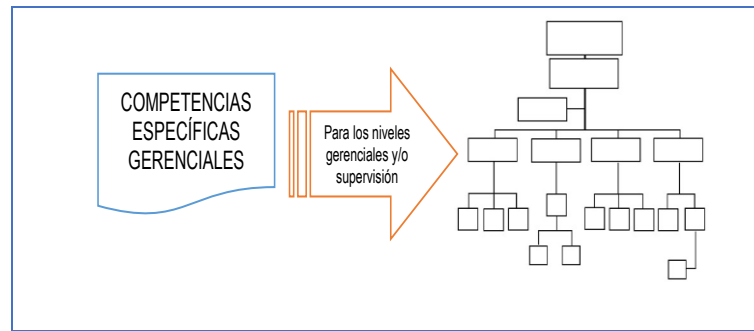 COMPETENCIAS
ESPECÍFICAS
GERENCIALES
Para los niveles
gerenciales y/o
supervisión